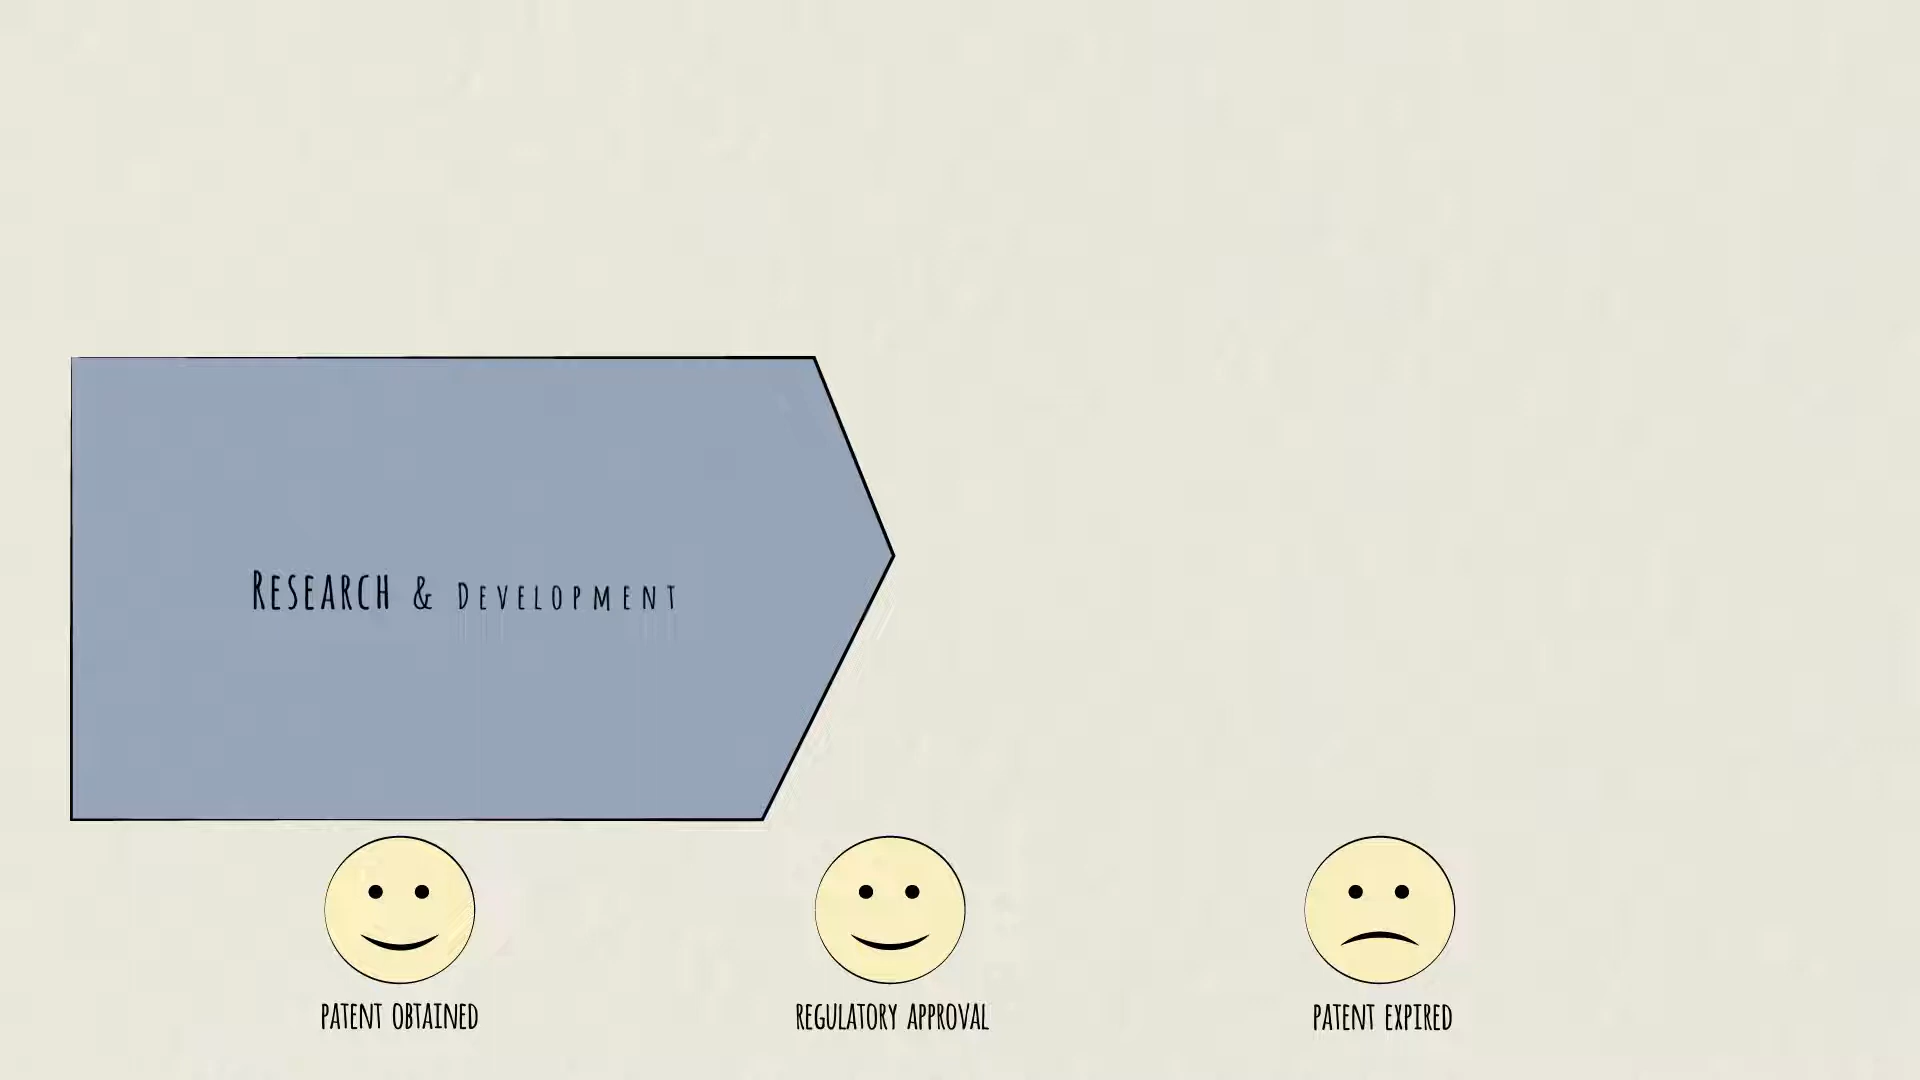 Research & Development
PATENT OBTAINED
REGULATORY APPROVAL
PATENT EXPIRED